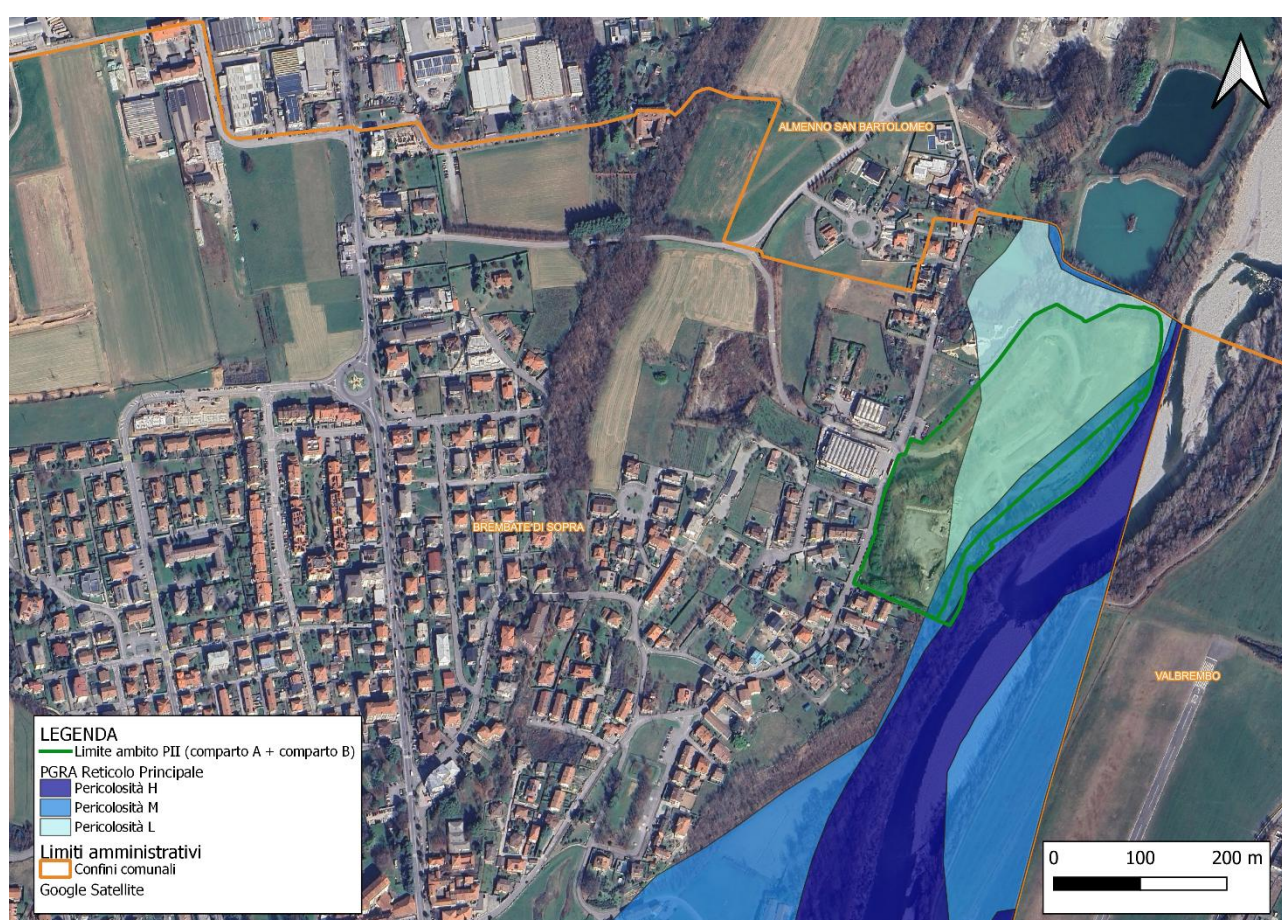 ALMENNO SAN BARTOLOMEO
BREMBATE DI SOPRA
VALBREMBO
LEGENDA
Limite ambito PII (comparto A + comparto B)
PGRA Reticolo Principale
Pericolosità H
Pericolosità M
Pericolosità L
Limiti amministrativi
Confini comunali
Google Satellite
0 100 200 m